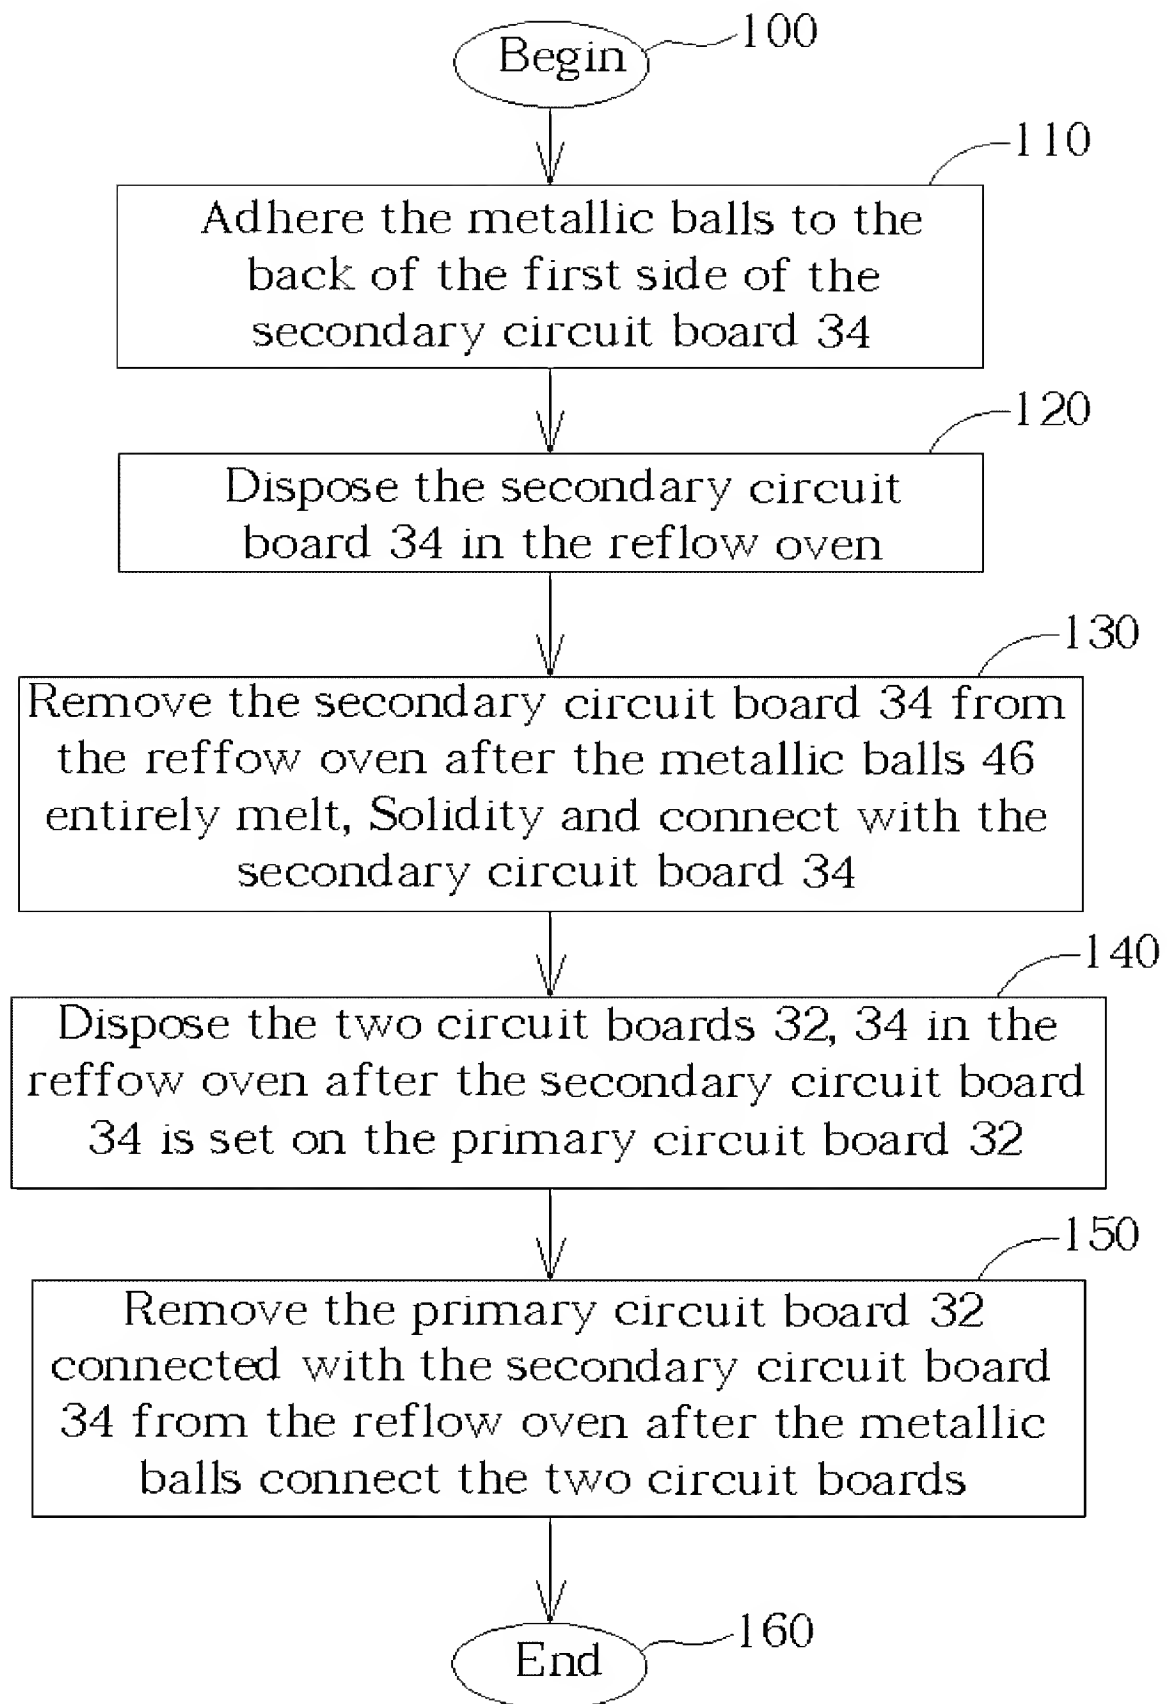 Begin
100
110
Adhere the metallic balls to the
back of the first side of the
secondary circuit board 34
120
Dispose the secondary circuit
board 34 in the reflow oven
130
Remove the secondary circuit board 34 from
the reffow oven after the metallic balls 46
entirely melt, Solidity and connect with the
secondary circuit board 34
140
Dispose the two circuit boards 32, 34 in the
reffow oven after the secondary circuit board
34 is set on the primary circuit board 32
150
Remove the primary circuit board 32
connected with the secondary circuit board
34 from the reflow oven after the metallic
balls connect the two circuit boards
End
160